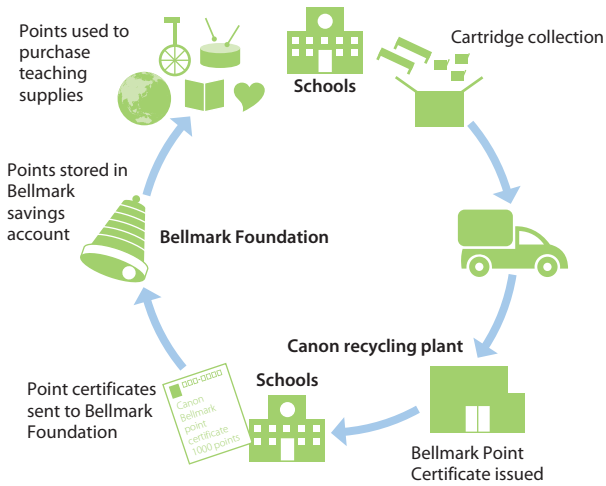 Points used to
purchase
teaching
supplies
Schools
Cartridge collection
Points stored in
Bellmark
savings
account
Bellmark Foundation
Canon recycling plant
Bellmark Point
Certificate issued
Schools
Canon
Bellmark
point
certificate
1000 points
Point certificates
sent to Bellmark
Foundation